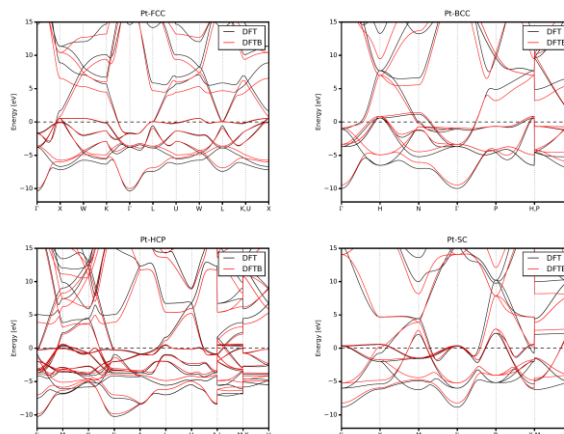 Pt-FCC
15
10
5
0
−5
−10
Energy [eV]
DFT
DFTB
Γ X W K Γ L U W L K,U X
Pt-BCC
15
10
5
0
−5
−10
Energy [eV]
DFT
DFTB
Γ H N Γ P H,P
Pt-HCP
15
10
5
0
−5
−10
Energy [eV]
DFT
DFTB
Pt-SC
15
10
5
0
−5
−10
Energy [eV]
DFT
DFTB